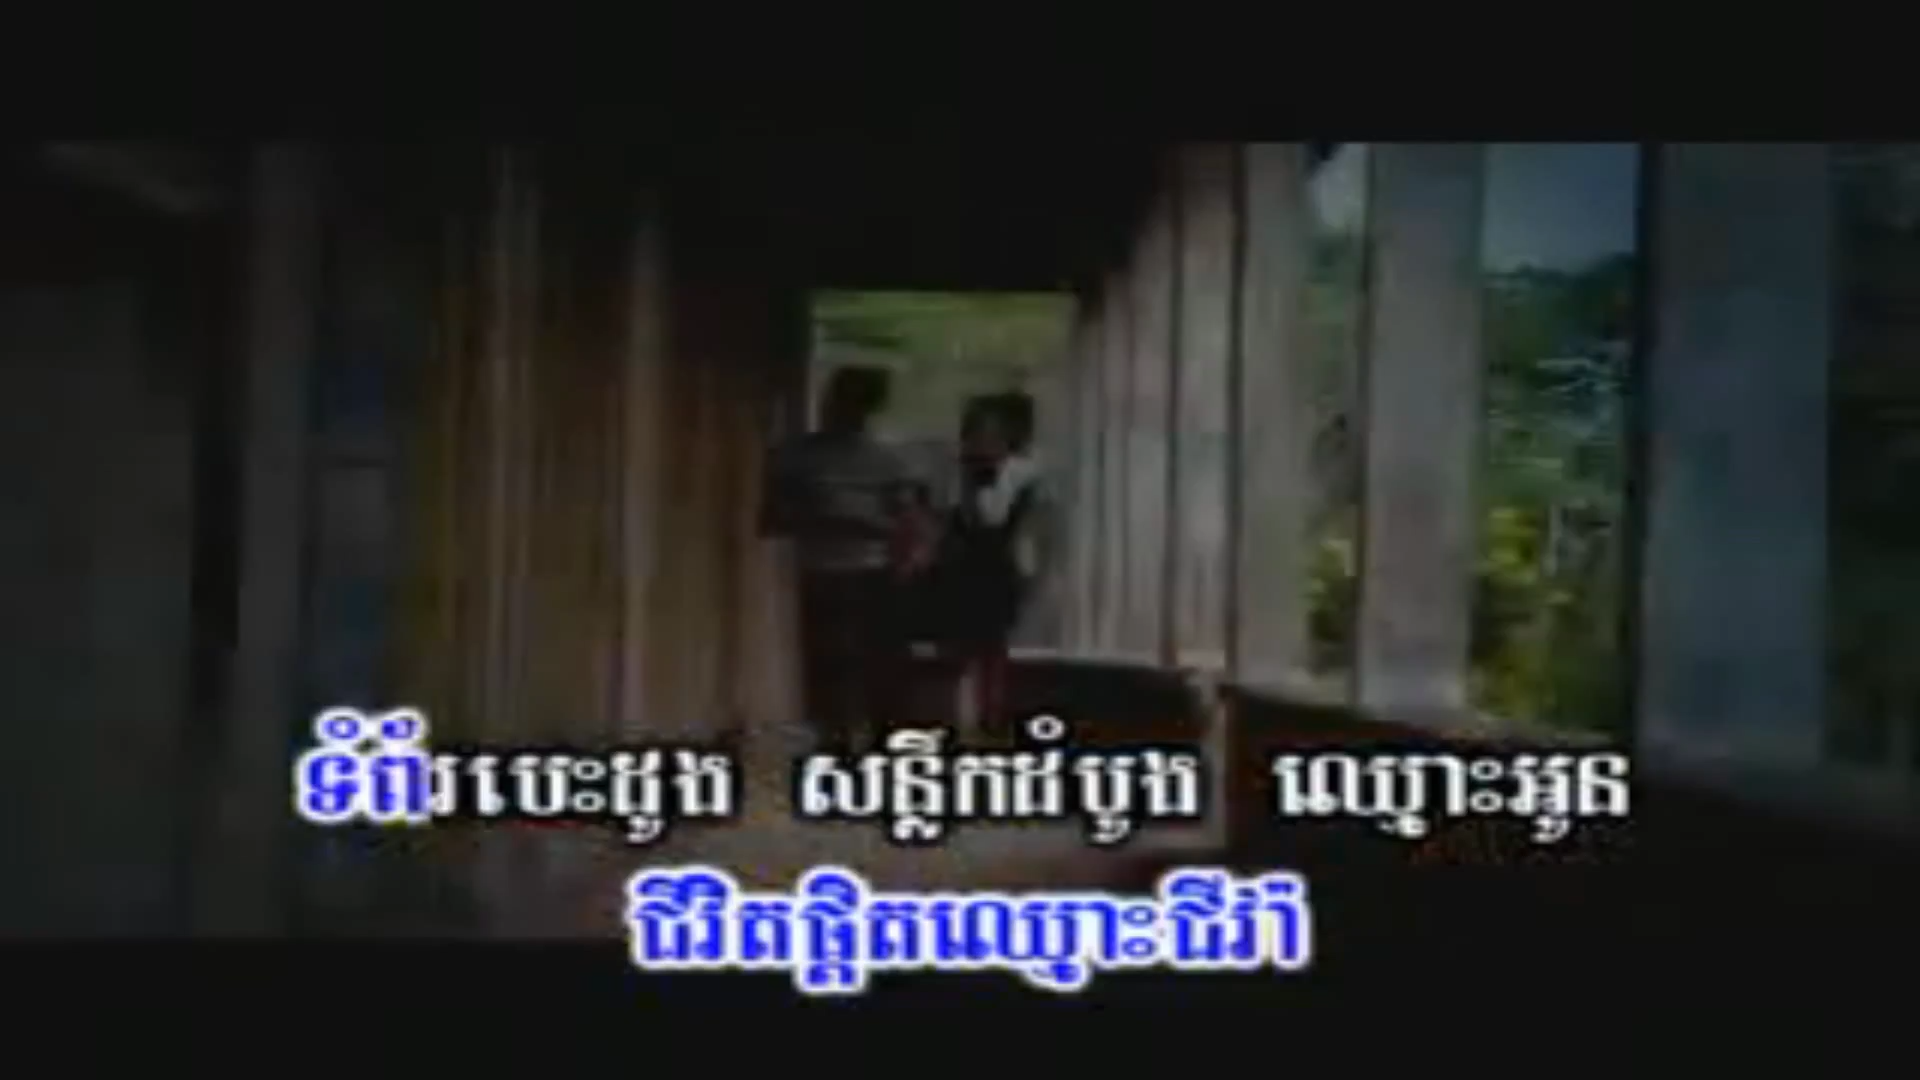 ទំព័របេះដូង សន្លឹកដំបូង ឈ្មោះអូន
ជីវិតផ្តិតឈ្មោះជីវ៉ា